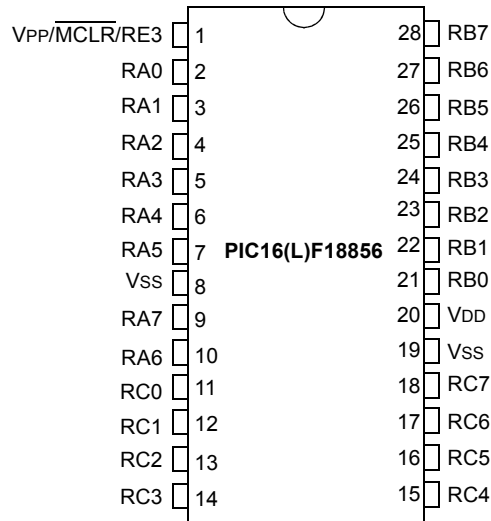 VPP/MCLR/RE3 1 28 RB7
RA0 2 27 RB6
RA1 3 26 RB5
RA2 4 25 RB4
RA3 5 24 RB3
RA4 6 23 RB2
RA5 7 PIC16(L)F18856 22 RB1
VSS 8 21 RB0
RA7 9 20 VDD
RA6 10 19 VSS
RC0 11 18 RC7
RC1 12 17 RC6
RC2 13 16 RC5
RC3 14 15 RC4